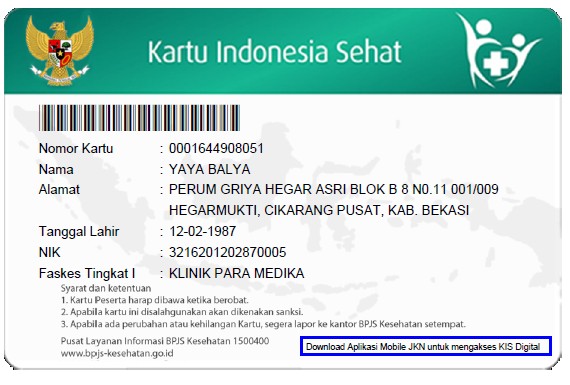 Kartu Indonesia Sehat
Nomor Kartu : 0001644908051
Nama : YAYA BALYA
Alamat : PERUM GRIYA HEGAR ASRI BLOK B 8 N0.11 001/009
HEGARMUKTI, CIKARANG PUSAT, KAB. BEKASI
Tanggal Lahir : 12-02-1987
NIK : 3216201202870005
Faskes Tingkat I : KLINIK PARA MEDIKA
Syarat dan ketentuan
1. Kartu Peserta harap dibawa ketika berobat.
2. Apabila kartu ini disalahgunakan akan dikenakan sanksi.
3. Apabila ada perubahan atau kehilangan Kartu, segera lapor ke kantor BPJS Kesehatan setempat.
Pusat Layanan Informasi BPJS Kesehatan 1500400
www.bpjs-kesehatan.go.id
Download Aplikasi Mobile JKN untuk mengakses KIS Digital